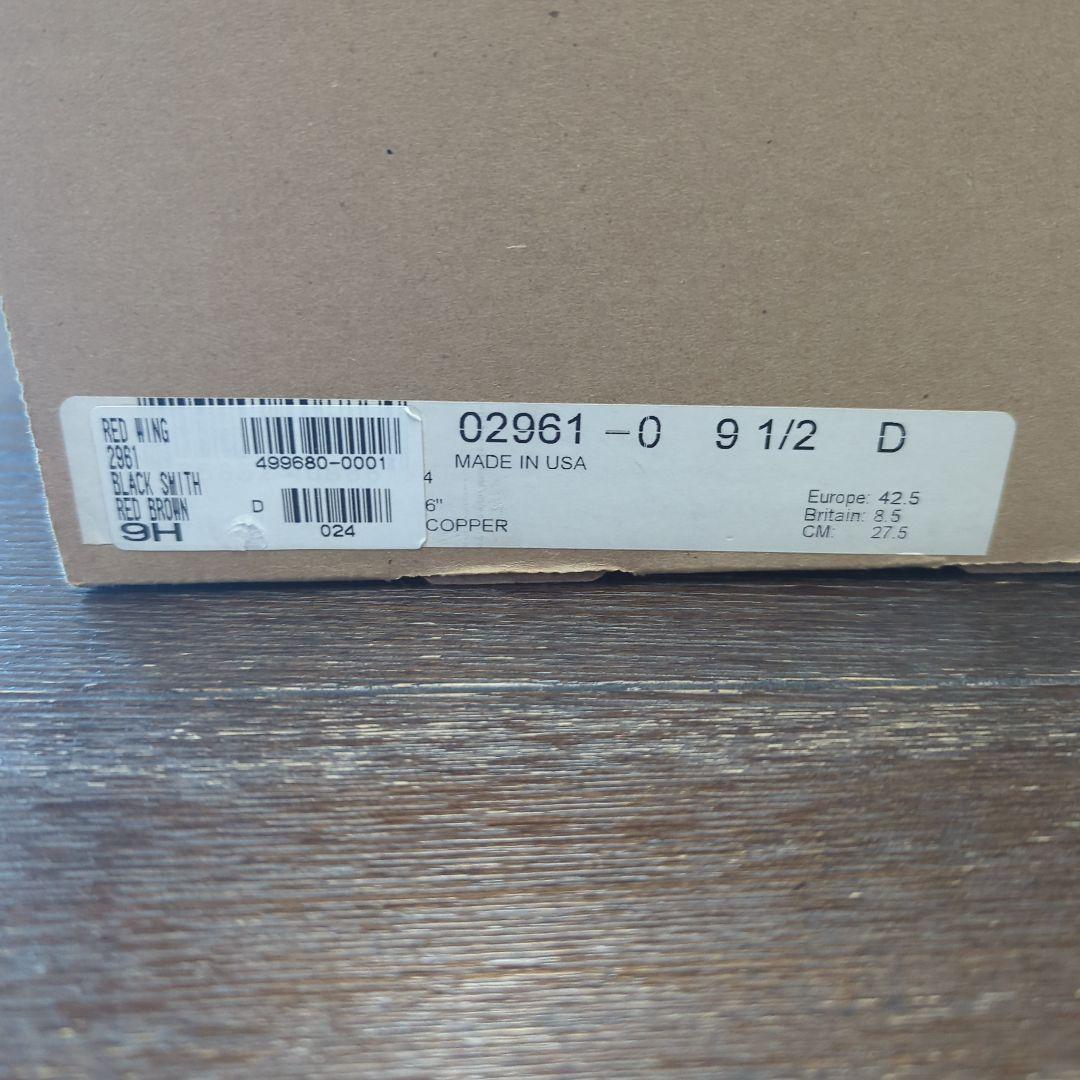 RED WING
499680-0001
2961
BLACK SMITH
RED BROWN
D
024
9H
02961 -0 9 1/2 D
MADE IN USA
4
6"
COPPER
Europe: 42.5
Britain: 8.5
CM: 27.5